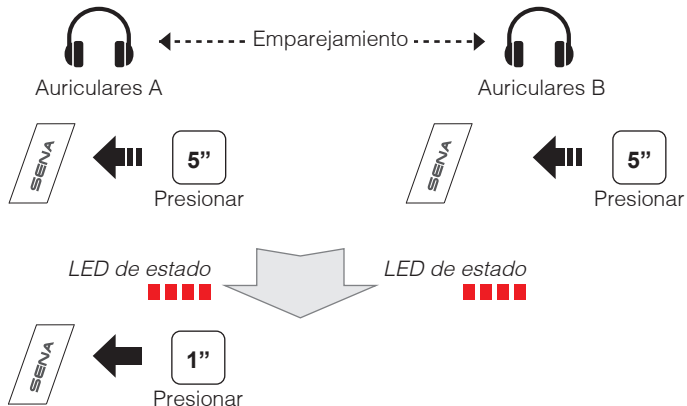 Emparejamiento
Auriculares A
Auriculares B
SENA
5”
Presionar
SENA
5”
Presionar
LED de estado
LED de estado
SENA
1”
Presionar